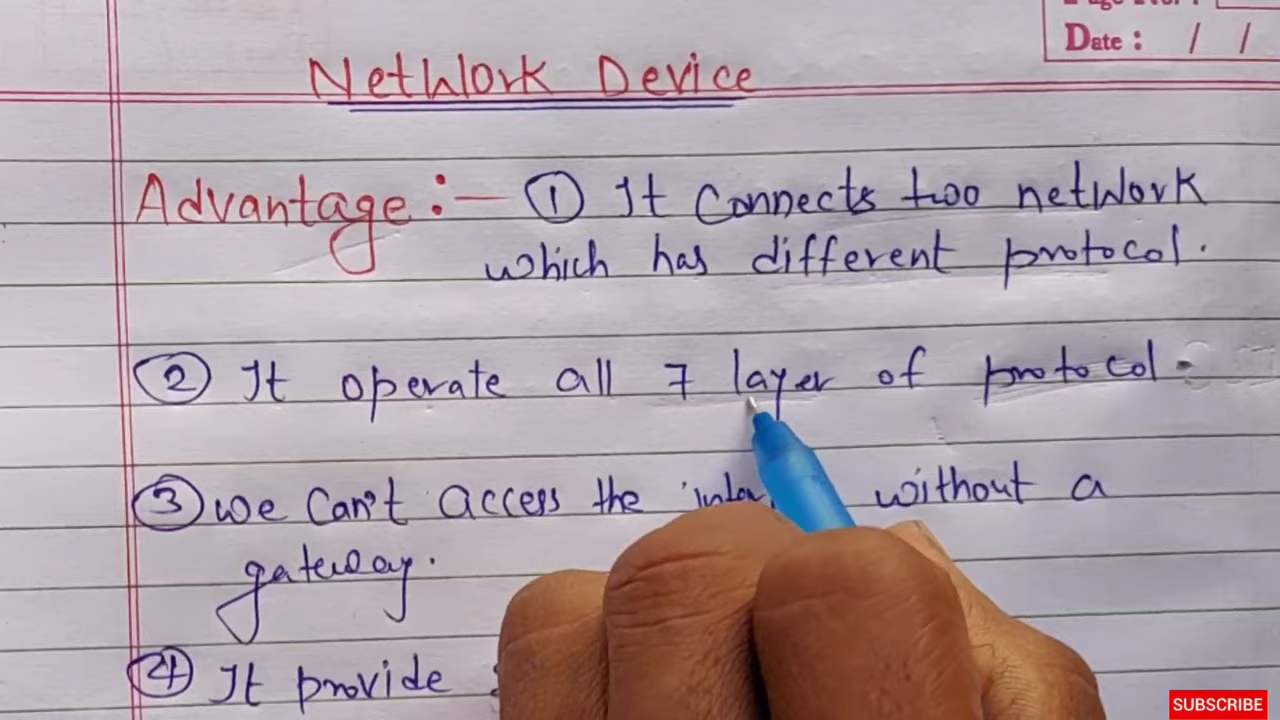 Date : / /
Network Device
Advantage :- ① It connects two network
which has different protocol.
② It operate all 7 layer of protocol.
③ we can't access the without a
gateway.
④ It provide
SUBSCRIBE